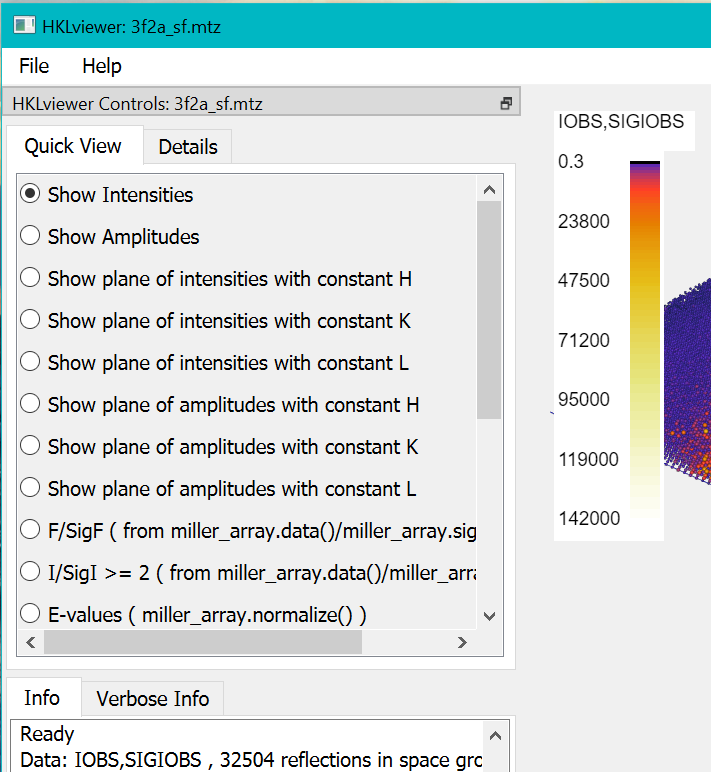 HKLviewer: 3f2a_sf.mtz
File Help
HKLviewer Controls: 3f2a_sf.mtz
Quick View Details
Show Intensities
Show Amplitudes
Show plane of intensities with constant H
Show plane of intensities with constant K
Show plane of intensities with constant L
Show plane of amplitudes with constant H
Show plane of amplitudes with constant K
Show plane of amplitudes with constant L
F/SigF ( from miller_array.data()/miller_array.sig
I/SigI >= 2 ( from miller_array.data()/miller_arra
E-values ( miller_array.normalize() )
Info Verbose Info
Ready
Data: IOBS,SIGIOBS , 32504 reflections in space gro
IOBS,SIGIOBS
0.3
23800
47500
71200
95000
119000
142000